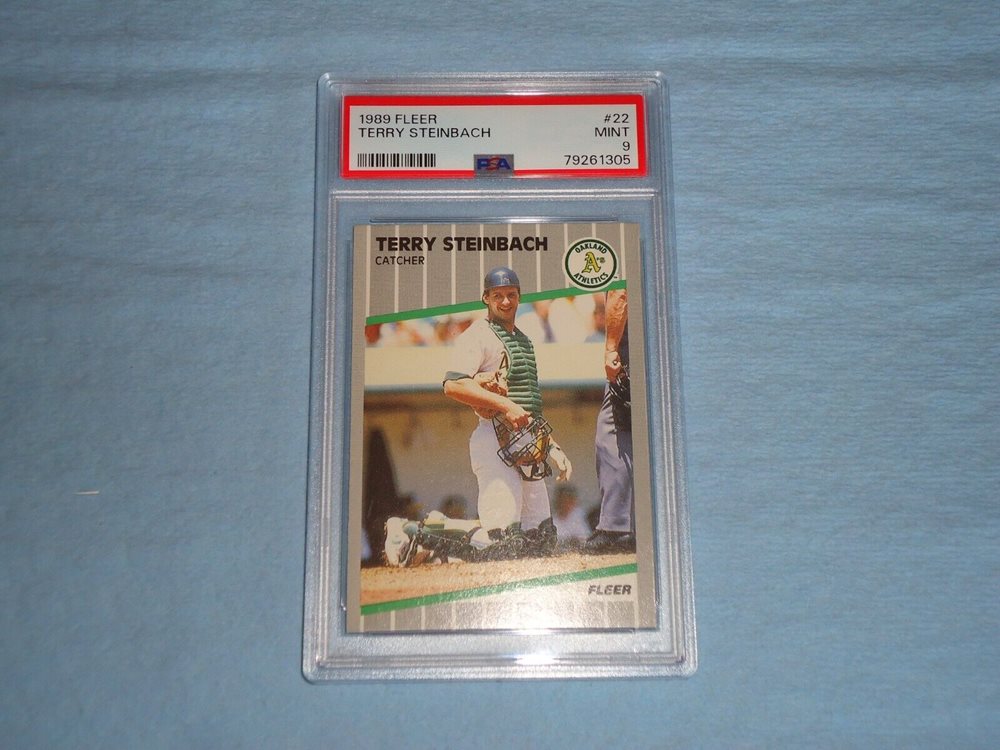 1989 FLEER #22
TERRY STEINBACH MINT
9
PSA 79261305
TERRY STEINBACH
CATCHER
OAKLAND
A's
ATHLETICS
A
FLEER